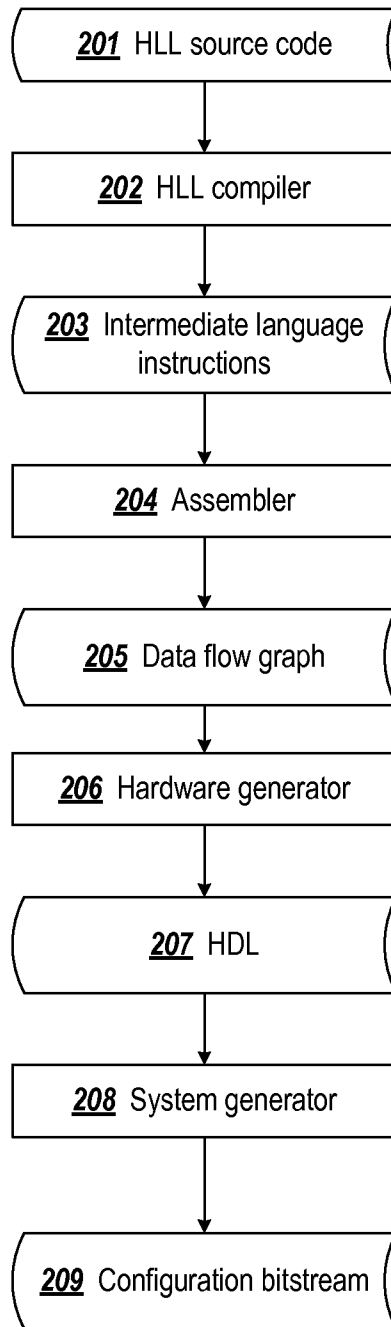 201 HLL source code
202 HLL compiler
203 Intermediate language
instructions
204 Assembler
205 Data flow graph
206 Hardware generator
207 HDL
208 System generator
209 Configuration bitstream